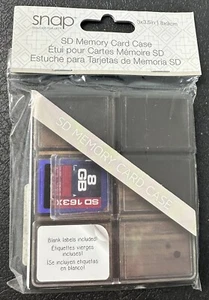 snap
SD Memory Card Case
Étui pour Cartes Mémoire SD
Estuche para Tarjetas de Memoria SD
SD MEMORY CARD CASE
8
GB
SD 163X
Blank labels included!
Étiquettes vierges
incluses!
¡Se incluyen etiquetas
en blanco!